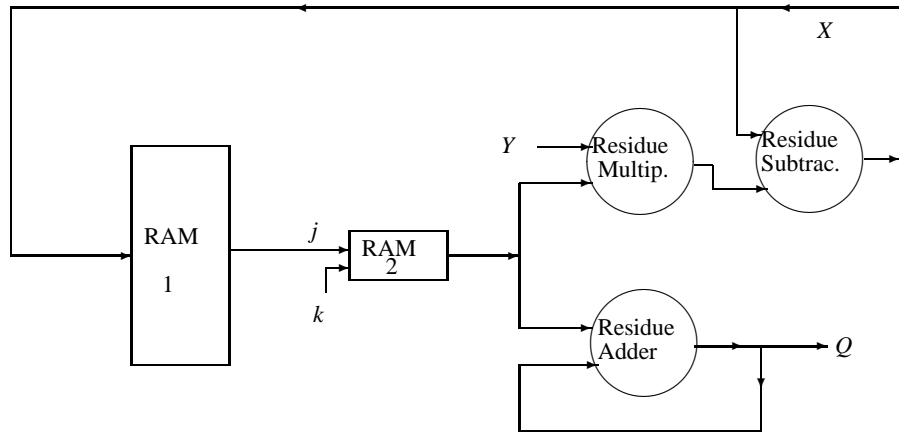 X
Residue
Subtrac.
Y
Residue
Multip.
RAM
1
j
RAM
2
k
Residue
Adder
Q